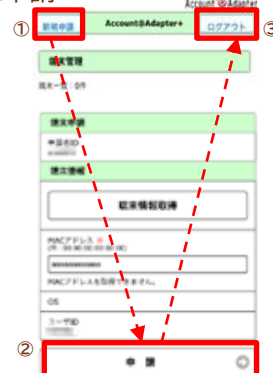 Account@Adapter
①
新規申請
Account@Adapter+
ログアウト
③
端末管理
端末一覧：0件
端末申請
申請者ID
端末情報
端末情報取得
MACアドレス ※
MACアドレスを取得できません。
OS
ユーザID
②
申 請